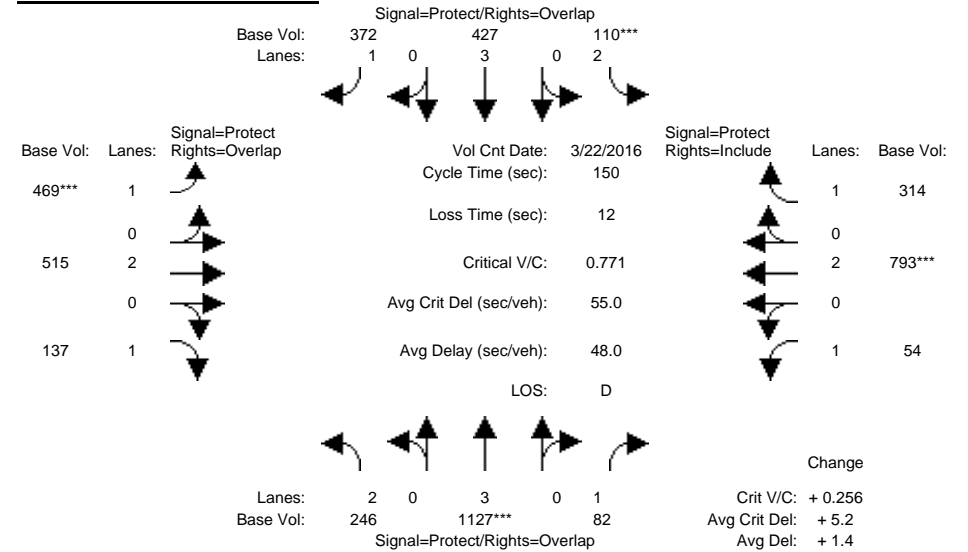 Signal=Protect/Rights=Overlap
Base Vol: 372 427 110***
Lanes: 1 0 3 0 2
Signal=Protect Signal=Protect
Base Vol: Lanes: Rights=Overlap Vol Cnt Date: 3/22/2016 Rights=Include Lanes: Base Vol:
Cycle Time (sec): 150
469*** 1 1 314
Loss Time (sec): 12
0 0
515 2 Critical V/C: 0.771 2 793***
0 Avg Crit Del (sec/veh): 55.0 0
137 1 Avg Delay (sec/veh): 48.0 1 54
LOS: D
Change
Lanes: 2 0 3 0 1 Crit V/C: + 0.256
Base Vol: 246 1127*** 82 Avg Crit Del: + 5.2
Signal=Protect/Rights=Overlap Avg Del: + 1.4